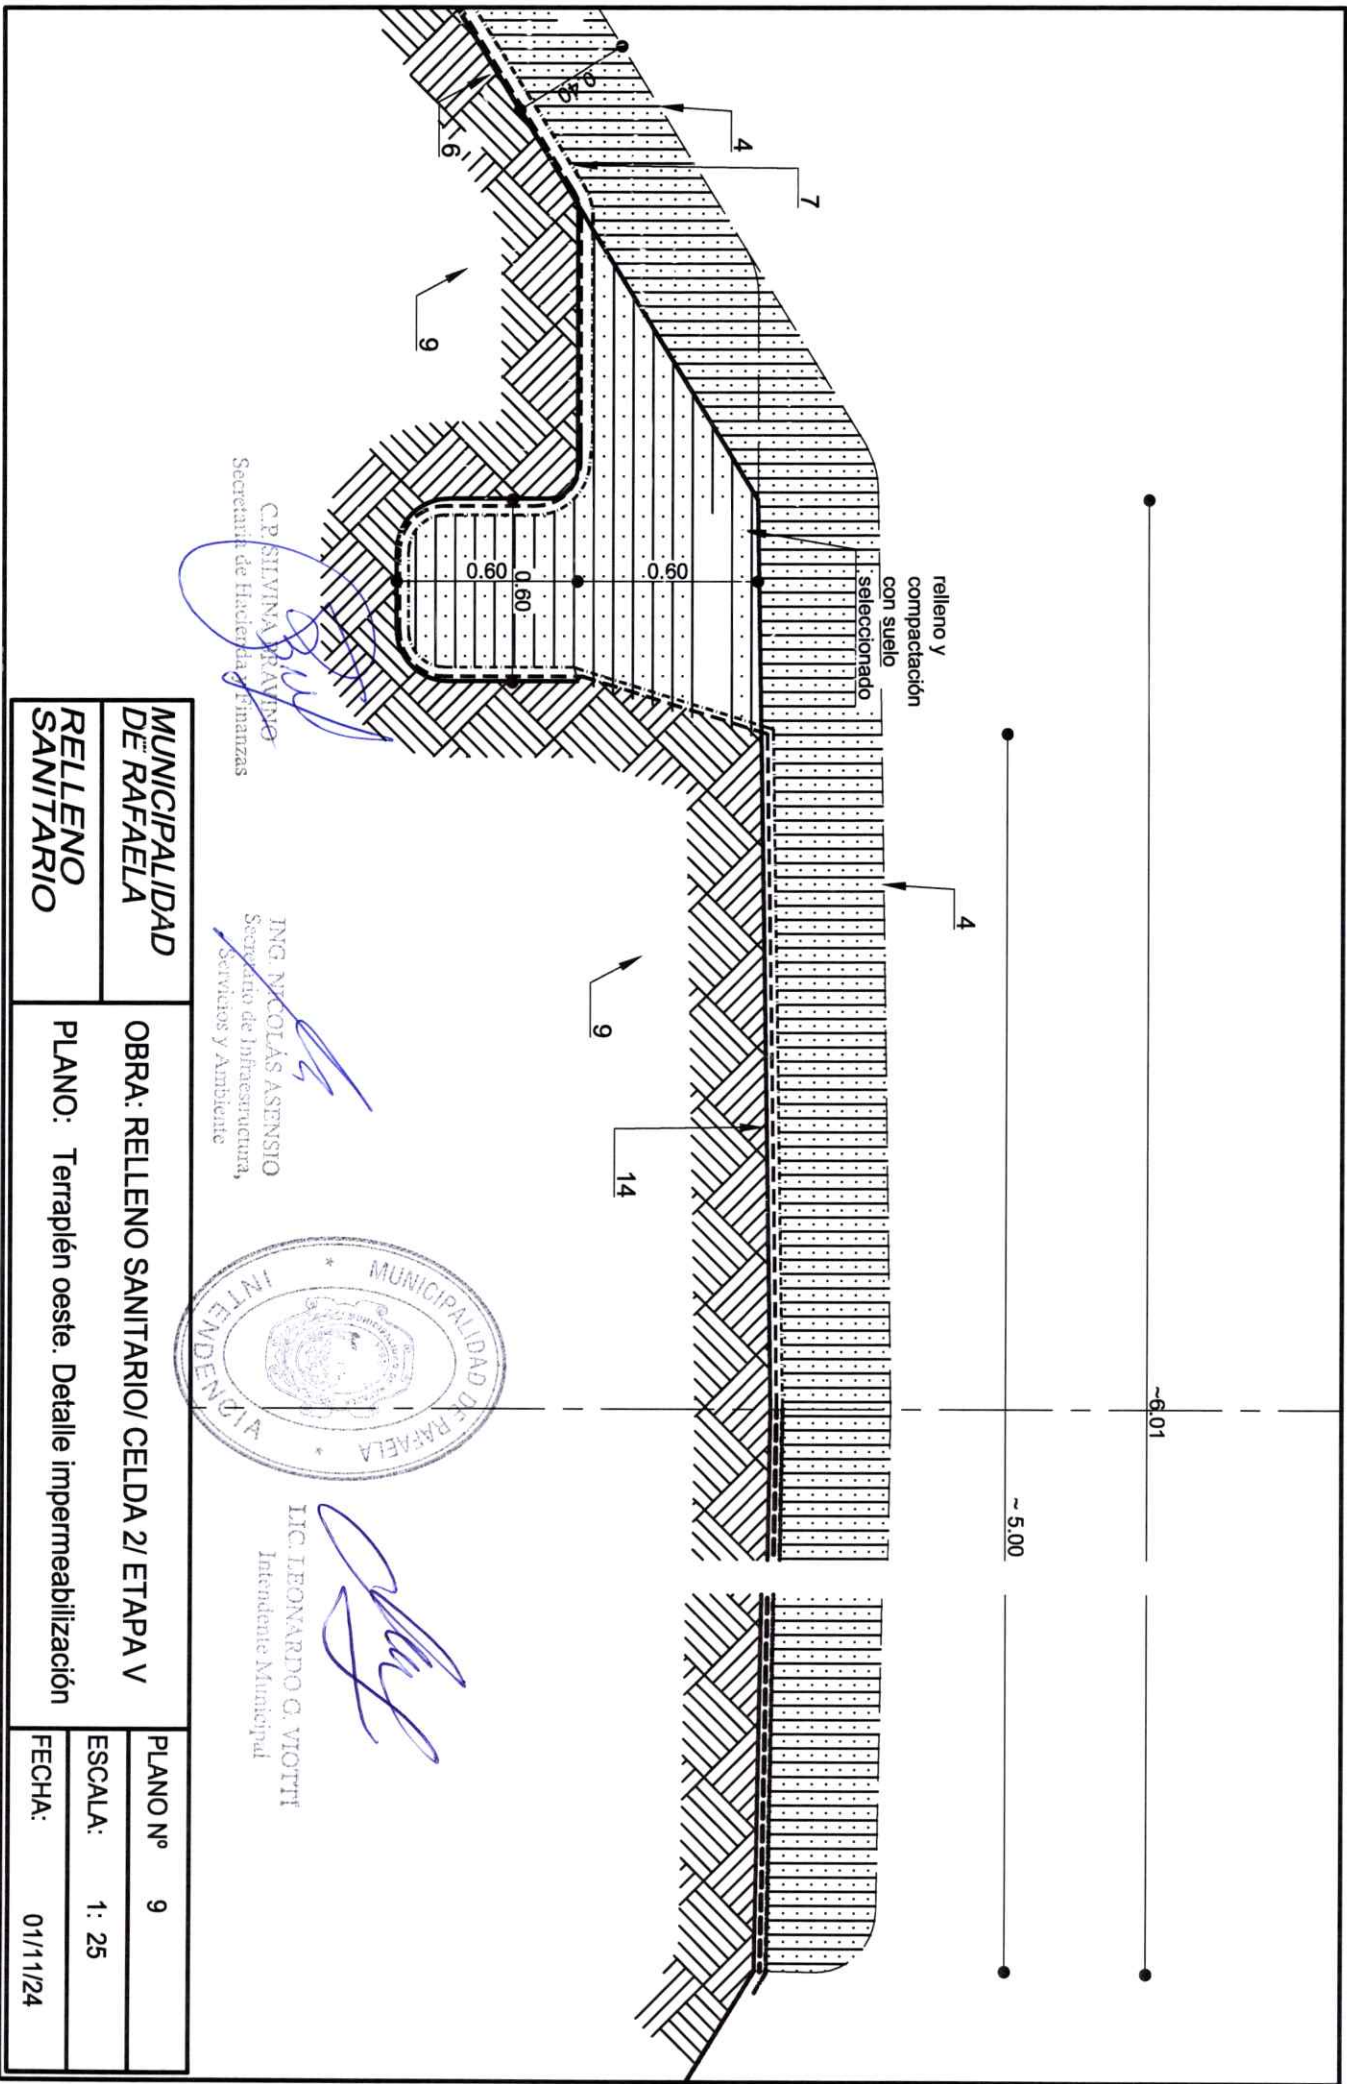 ~6.01
~ 5.00
relleno y
compactación
con suelo
seleccionado
4
7
0.40
6
9
0.60
0.60
0.60
4
9
14
C.P. SILVINA BRAVINO
Secretaria de Hacienda y Finanzas
ING. NICOLÁS ASENSIO
Secretario de Infraestructura,
Servicios y Ambiente
MUNICIPALIDAD DE RAFAELA
* INTENDENCIA *
LIC. LEONARDO G. VIOTTI
Intendente Municipal
MUNICIPALIDAD
DE RAFAELA
RELLENO
SANITARIO
OBRA: RELLENO SANITARIO/ CELDA 2/ ETAPA V
PLANO: Terraplén oeste. Detalle impermeabilización
PLANO Nº 9
ESCALA: 1: 25
FECHA: 01/11/24